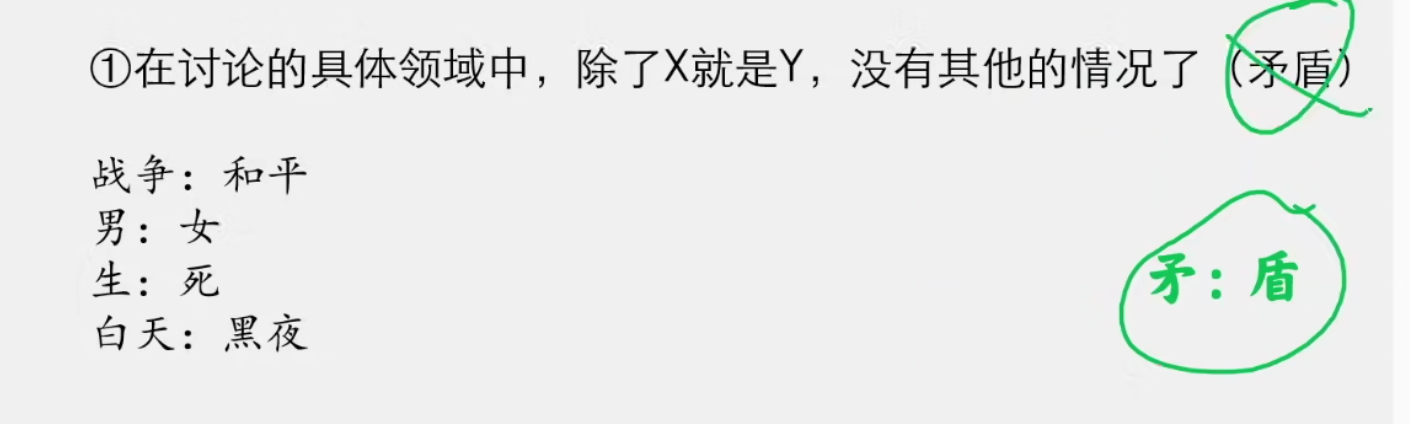 ①在讨论的具体领域中，除了X就是Y，没有其他的情况了（矛盾）
战争：和平
男：女
生：死
白天：黑夜
矛：盾